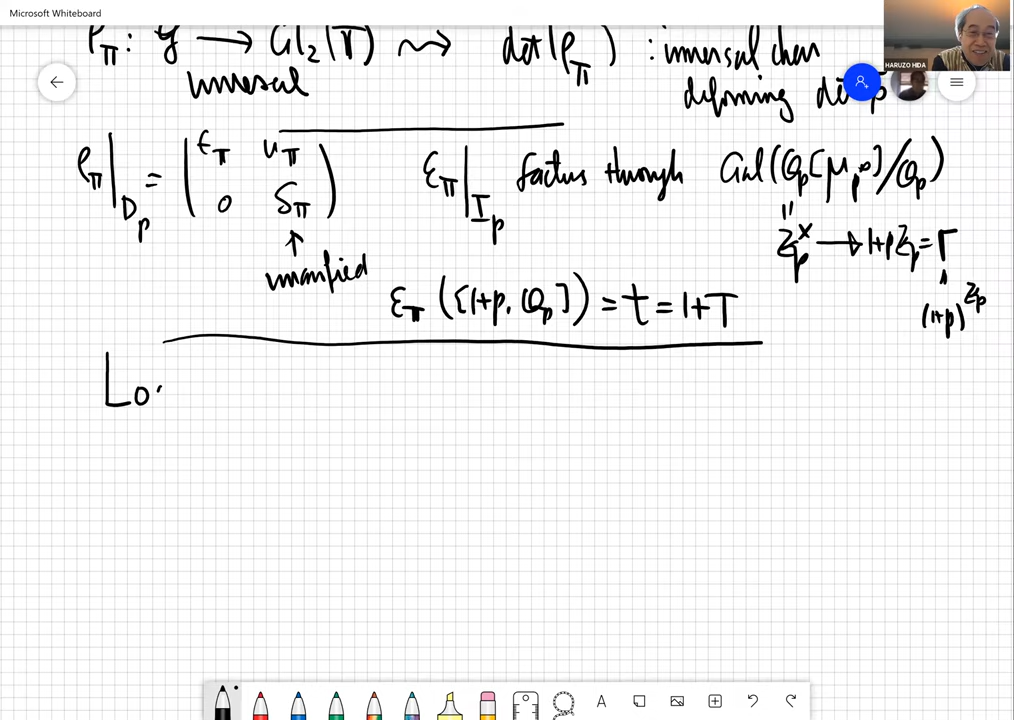 Microsoft Whiteboard
HARUZO HIDA
ρ_𝕋 : 𝒢 → GL₂(𝕋) ⇝ det(ρ_𝕋) : universal char
universal
deforming det ρ̄
ρ_𝕋|_{D_p} = ( ε_𝕋 u_𝕋
0 δ_𝕋 )
ε_𝕋|_{I_p} factors through Gal(ℚ_p[μ_{p^∞}]/ℚ_p)
↑
unramified
‖
ℤ_p^× ↠ 1+pℤ_p = Γ
(1+p)^{ℤ_p}
ε_𝕋([1+p, ℚ_p]) = t = 1+T
Lo
A